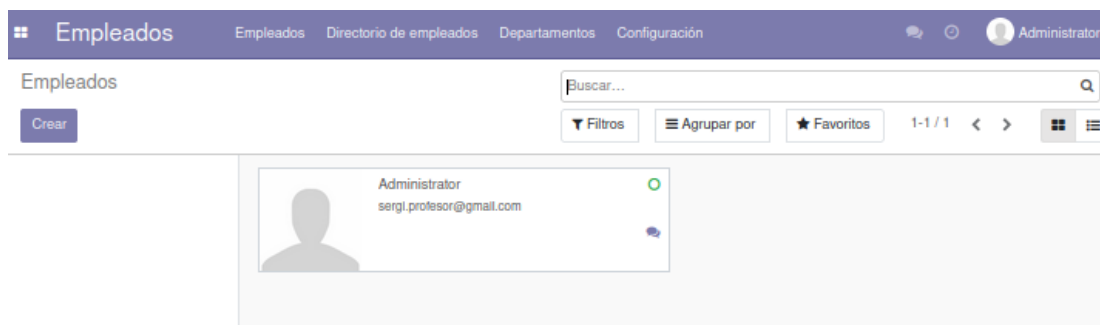 Empleados Empleados Directorio de empleados Departamentos Configuración Administrator
Empleados Buscar...
Crear Filtros Agrupar por Favoritos 1-1 / 1
Administrator
sergi.profesor@gmail.com